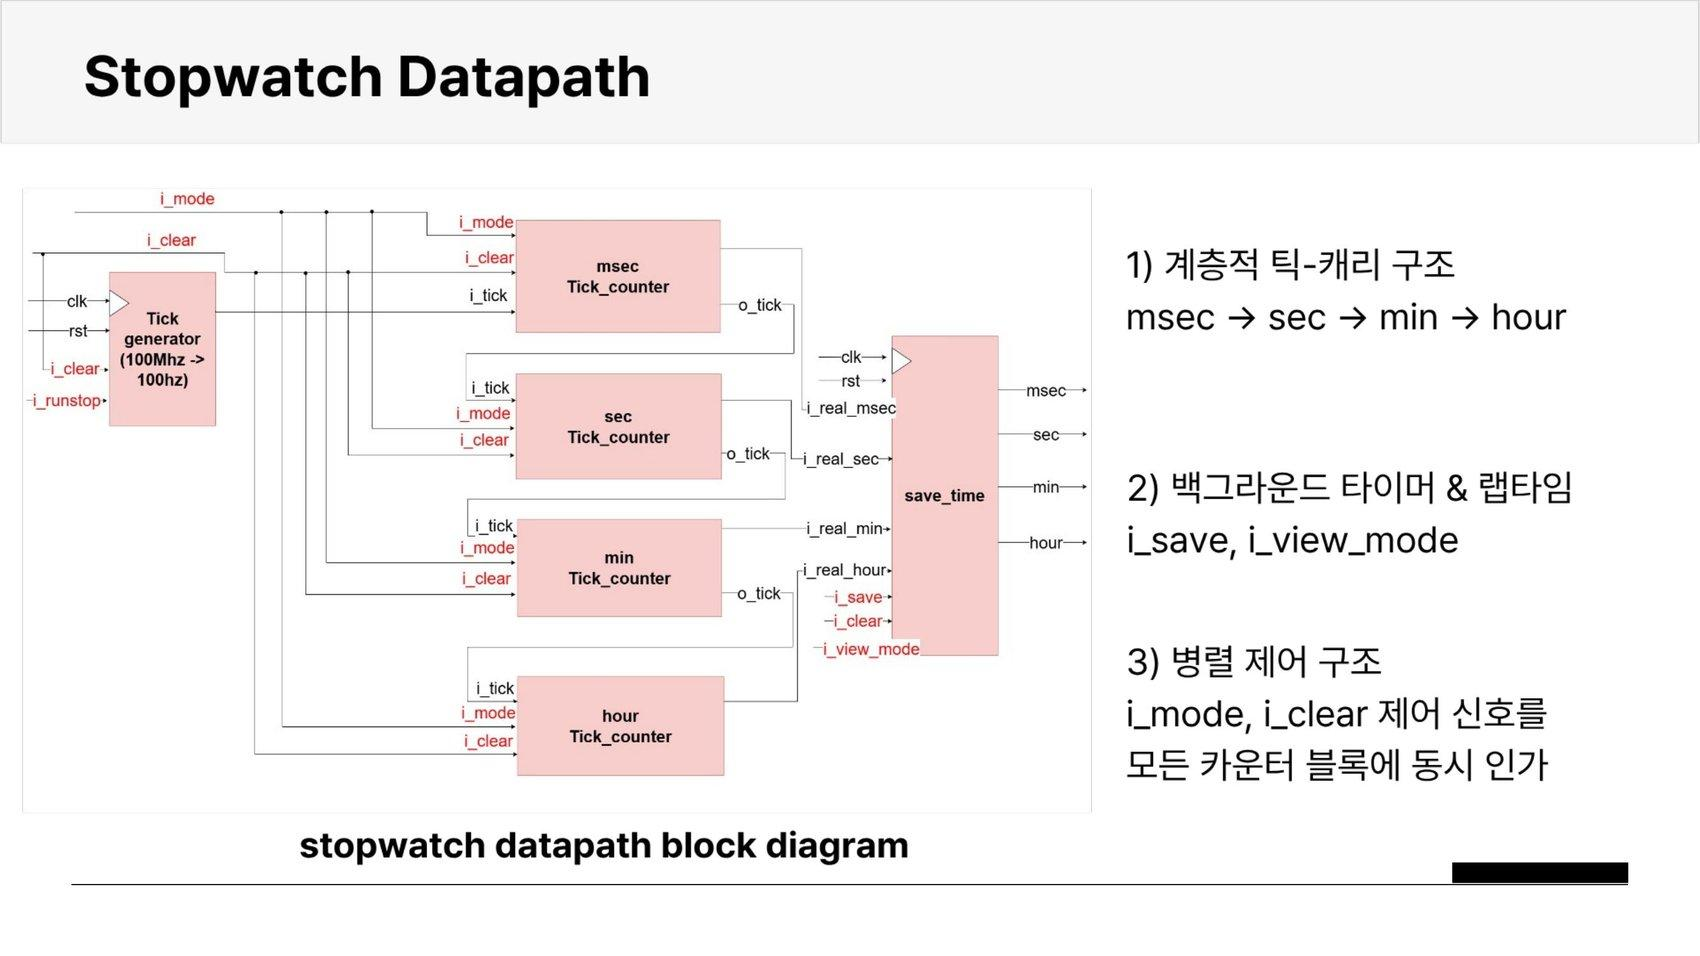 Stopwatch Datapath
i_mode
i_clear
clk
rst
i_clear
i_runstop
Tick
generator
(100Mhz ->
100hz)
i_mode
i_clear
i_tick
msec
Tick_counter
o_tick
i_tick
i_mode
i_clear
sec
Tick_counter
o_tick
i_tick
i_mode
i_clear
min
Tick_counter
o_tick
i_tick
i_mode
i_clear
hour
Tick_counter
clk
rst
i_real_msec
i_real_sec
i_real_min
i_real_hour
i_save
i_clear
i_view_mode
save_time
msec
sec
min
hour
stopwatch datapath block diagram
1) 계층적 틱-캐리 구조
msec → sec → min → hour
2) 백그라운드 타이머 & 랩타임
i_save, i_view_mode
3) 병렬 제어 구조
i_mode, i_clear 제어 신호를
모든 카운터 블록에 동시 인가